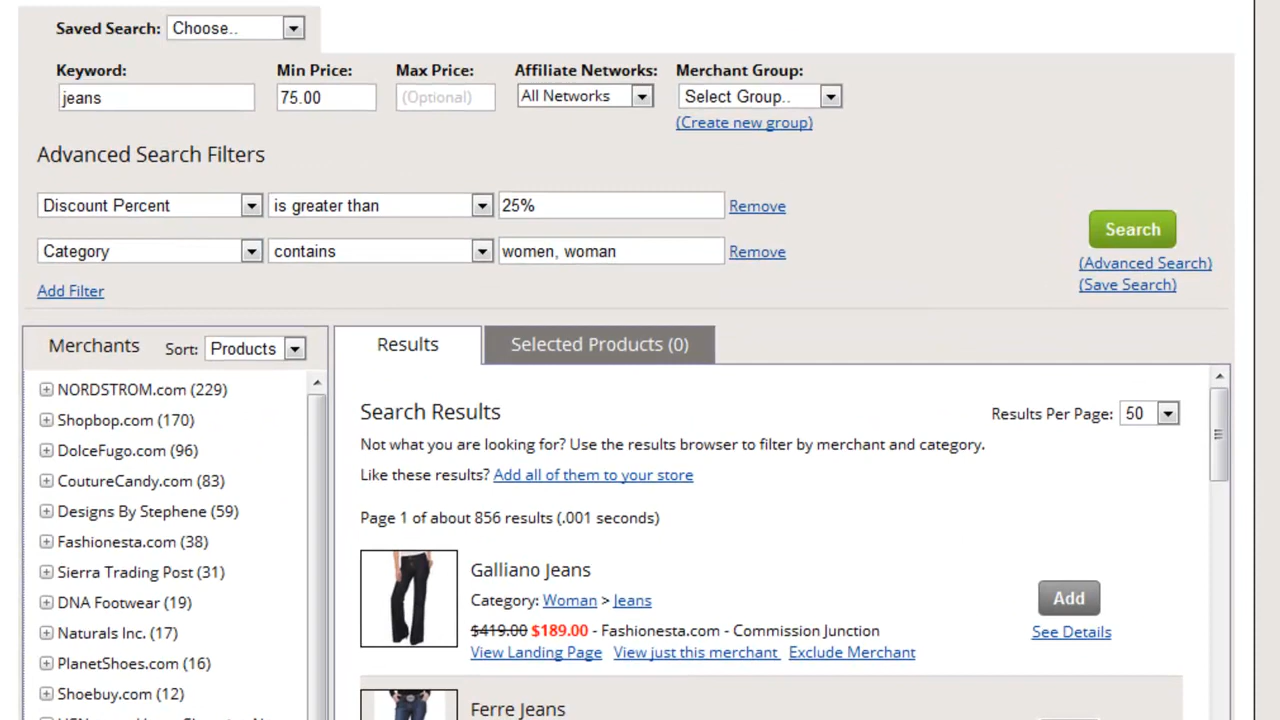 Saved Search: Choose..
Keyword: Min Price: Max Price: Affiliate Networks: Merchant Group:
jeans 75.00 (Optional) All Networks Select Group..
(Create new group)
Advanced Search Filters
Discount Percent is greater than 25% Remove
Category contains women, woman Remove
Add Filter
Search
(Advanced Search)
(Save Search)
Merchants Sort: Products
NORDSTROM.com (229)
Shopbop.com (170)
DolceFugo.com (96)
CoutureCandy.com (83)
Designs By Stephene (59)
Fashionesta.com (38)
Sierra Trading Post (31)
DNA Footwear (19)
Naturals Inc. (17)
PlanetShoes.com (16)
Shoebuy.com (12)
Results Selected Products (0)
Search Results Results Per Page: 50
Not what you are looking for? Use the results browser to filter by merchant and category.
Like these results? Add all of them to your store
Page 1 of about 856 results (.001 seconds)
Galliano Jeans
Category: Woman > Jeans
$419.00 $189.00 - Fashionesta.com - Commission Junction
View Landing Page View just this merchant Exclude Merchant
Add
See Details
Ferre Jeans